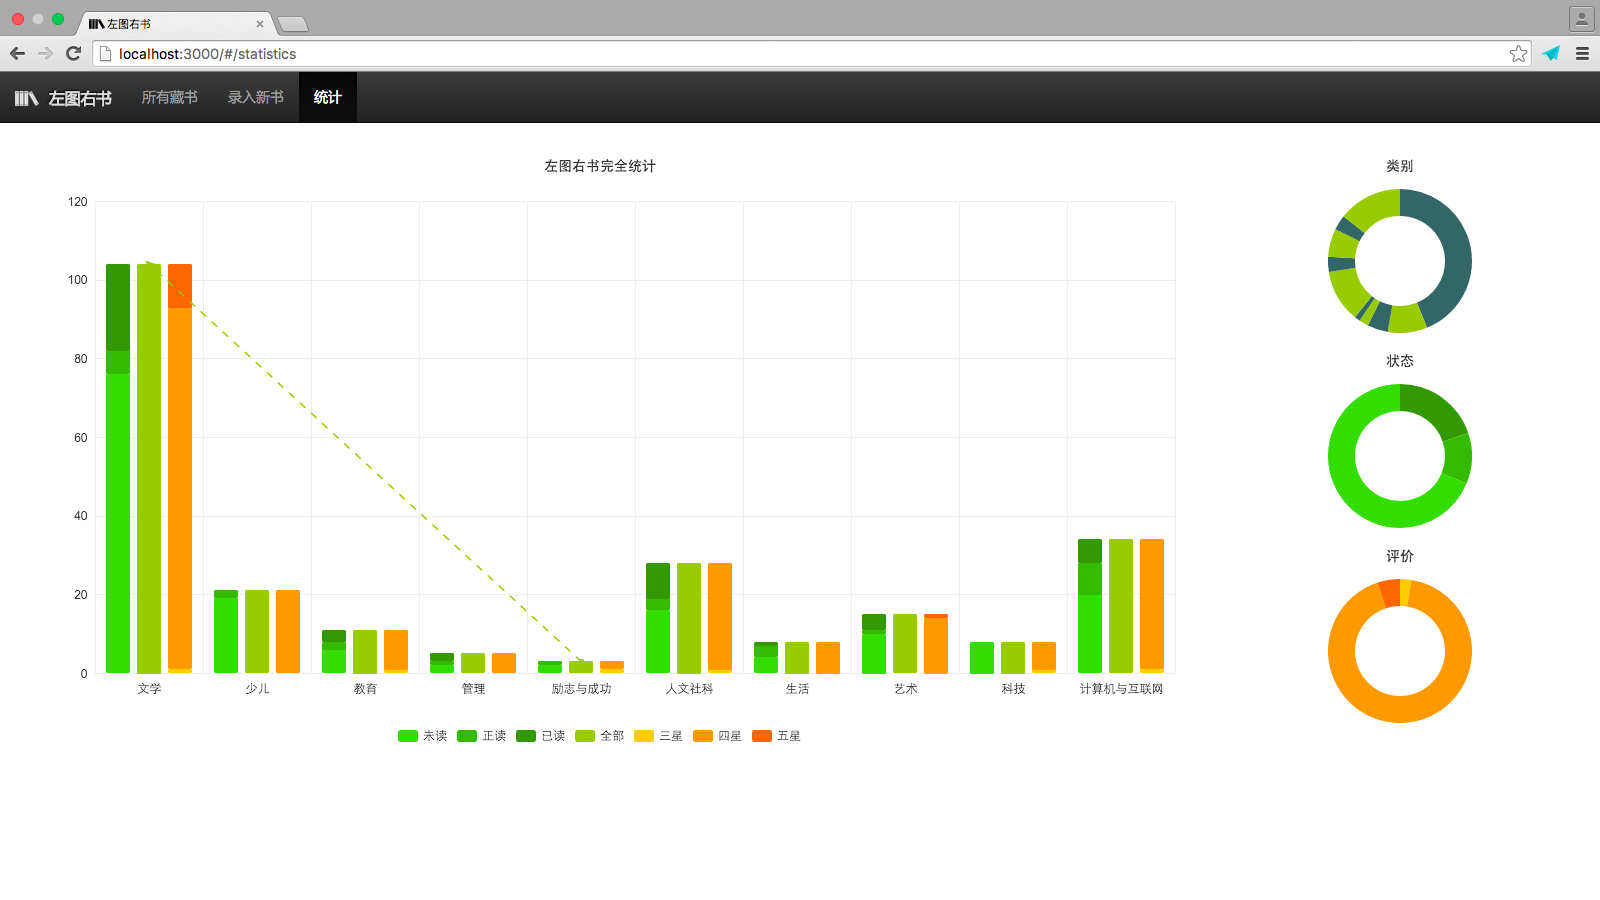 左图右书
localhost:3000/#/statistics
左图右书 所有藏书 录入新书 统计
左图右书完全统计
120
100
80
60
40
20
0
文学 少儿 教育 管理 励志与成功 人文社科 生活 艺术 科技 计算机与互联网
未读 正读 已读 全部 三星 四星 五星
类别
状态
评价